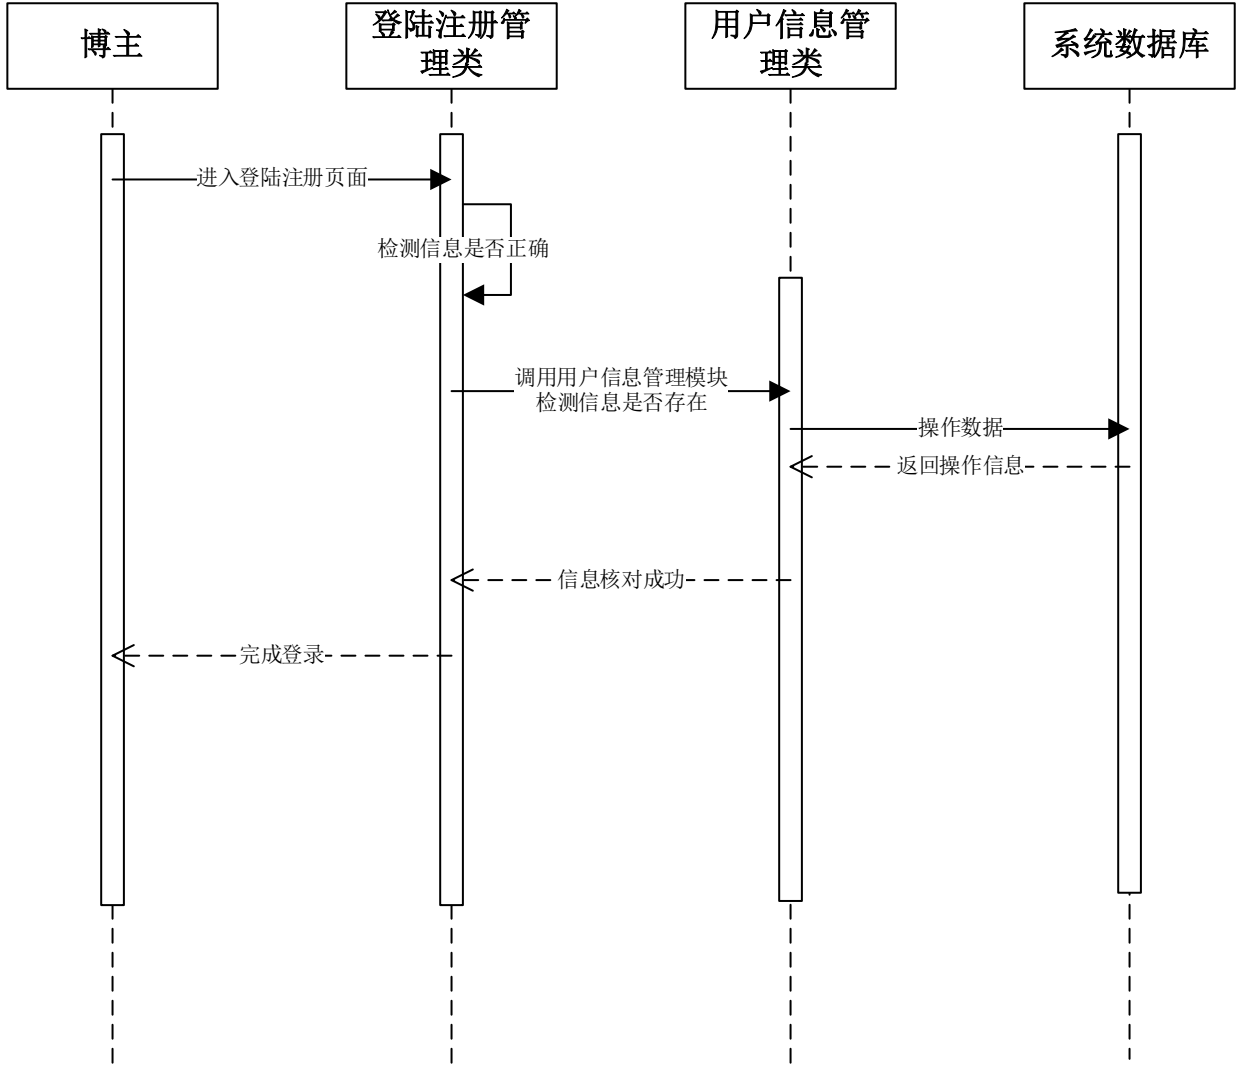 博主
登陆注册管
理类
用户信息管
理类
系统数据库
进入登陆注册页面
检测信息是否正确
调用用户信息管理模块
检测信息是否存在
操作数据
返回操作信息
信息核对成功
完成登录